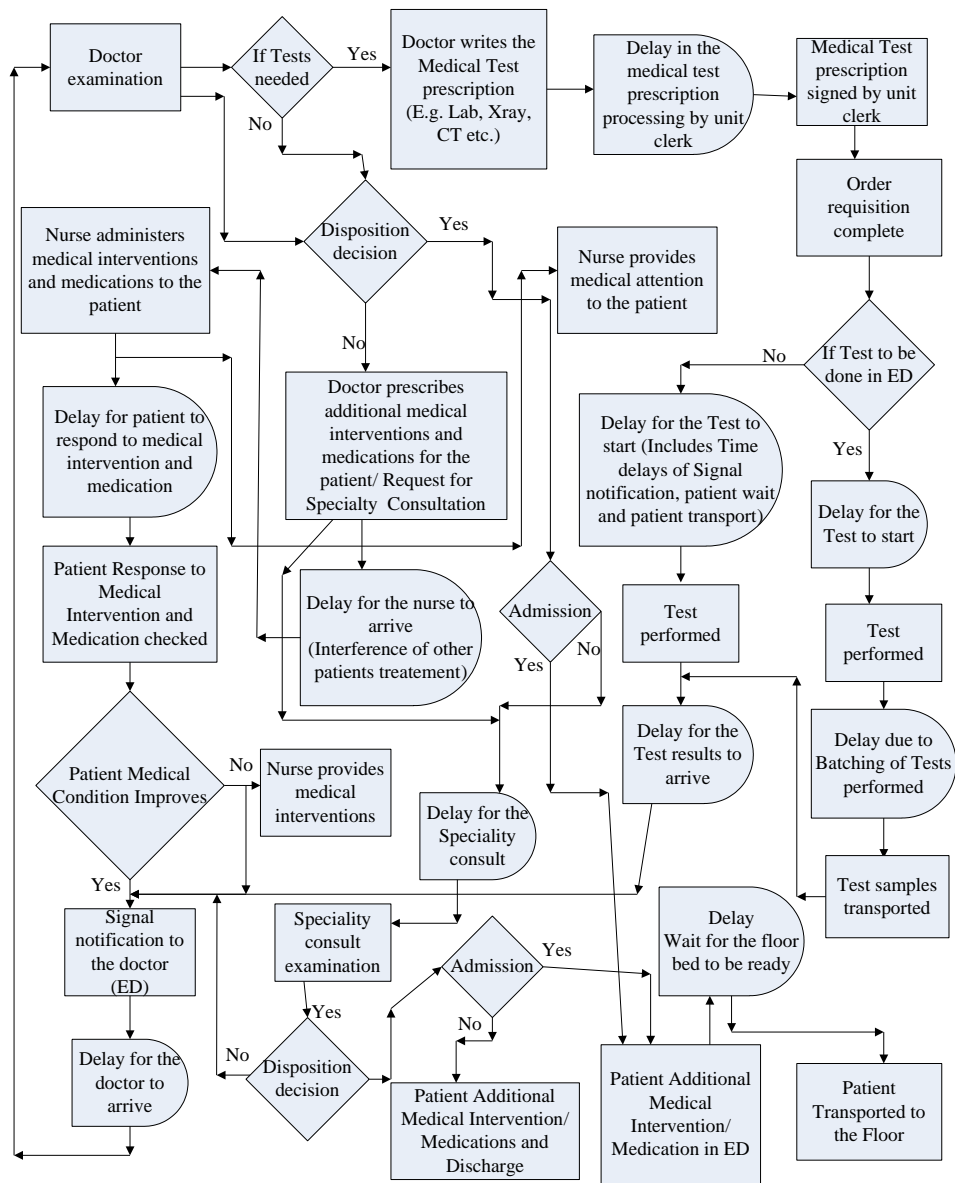 Doctor
examination
If Tests
needed
Yes
No
Doctor writes the
Medical Test
prescription
(E.g. Lab, Xray,
CT etc.)
Delay in the
medical test
prescription
processing by unit
clerk
Medical Test
prescription
signed by unit
clerk
Order
requisition
complete
Nurse administers
medical interventions
and medications to the
patient
Disposition
decision
Yes
No
Nurse provides
medical attention
to the patient
If Test to be
done in ED
No
Yes
Delay for patient to
respond to medical
intervention and
medication
Doctor prescribes
additional medical
interventions and
medications for the
patient/ Request for
Specialty Consultation
Delay for the Test to
start (Includes Time
delays of Signal
notification, patient wait
and patient transport)
Delay for the
Test to start
Patient Response to
Medical
Intervention and
Medication checked
Delay for the nurse to
arrive
(Interference of other
patients treatement)
Admission
Yes
No
Test
performed
Test
performed
Patient Medical
Condition Improves
No
Yes
Nurse provides
medical
interventions
Delay for the
Speciality
consult
Delay for the
Test results to
arrive
Delay due to
Batching of Tests
performed
Test samples
transported
Signal
notification to
the doctor
(ED)
Speciality
consult
examination
Yes
Admission
Yes
No
Delay
Wait for the floor
bed to be ready
Delay for the
doctor to
arrive
No
Disposition
decision
Patient Additional
Medical Intervention/
Medications and
Discharge
Patient Additional
Medical
Intervention/
Medication in ED
Patient
Transported to
the Floor